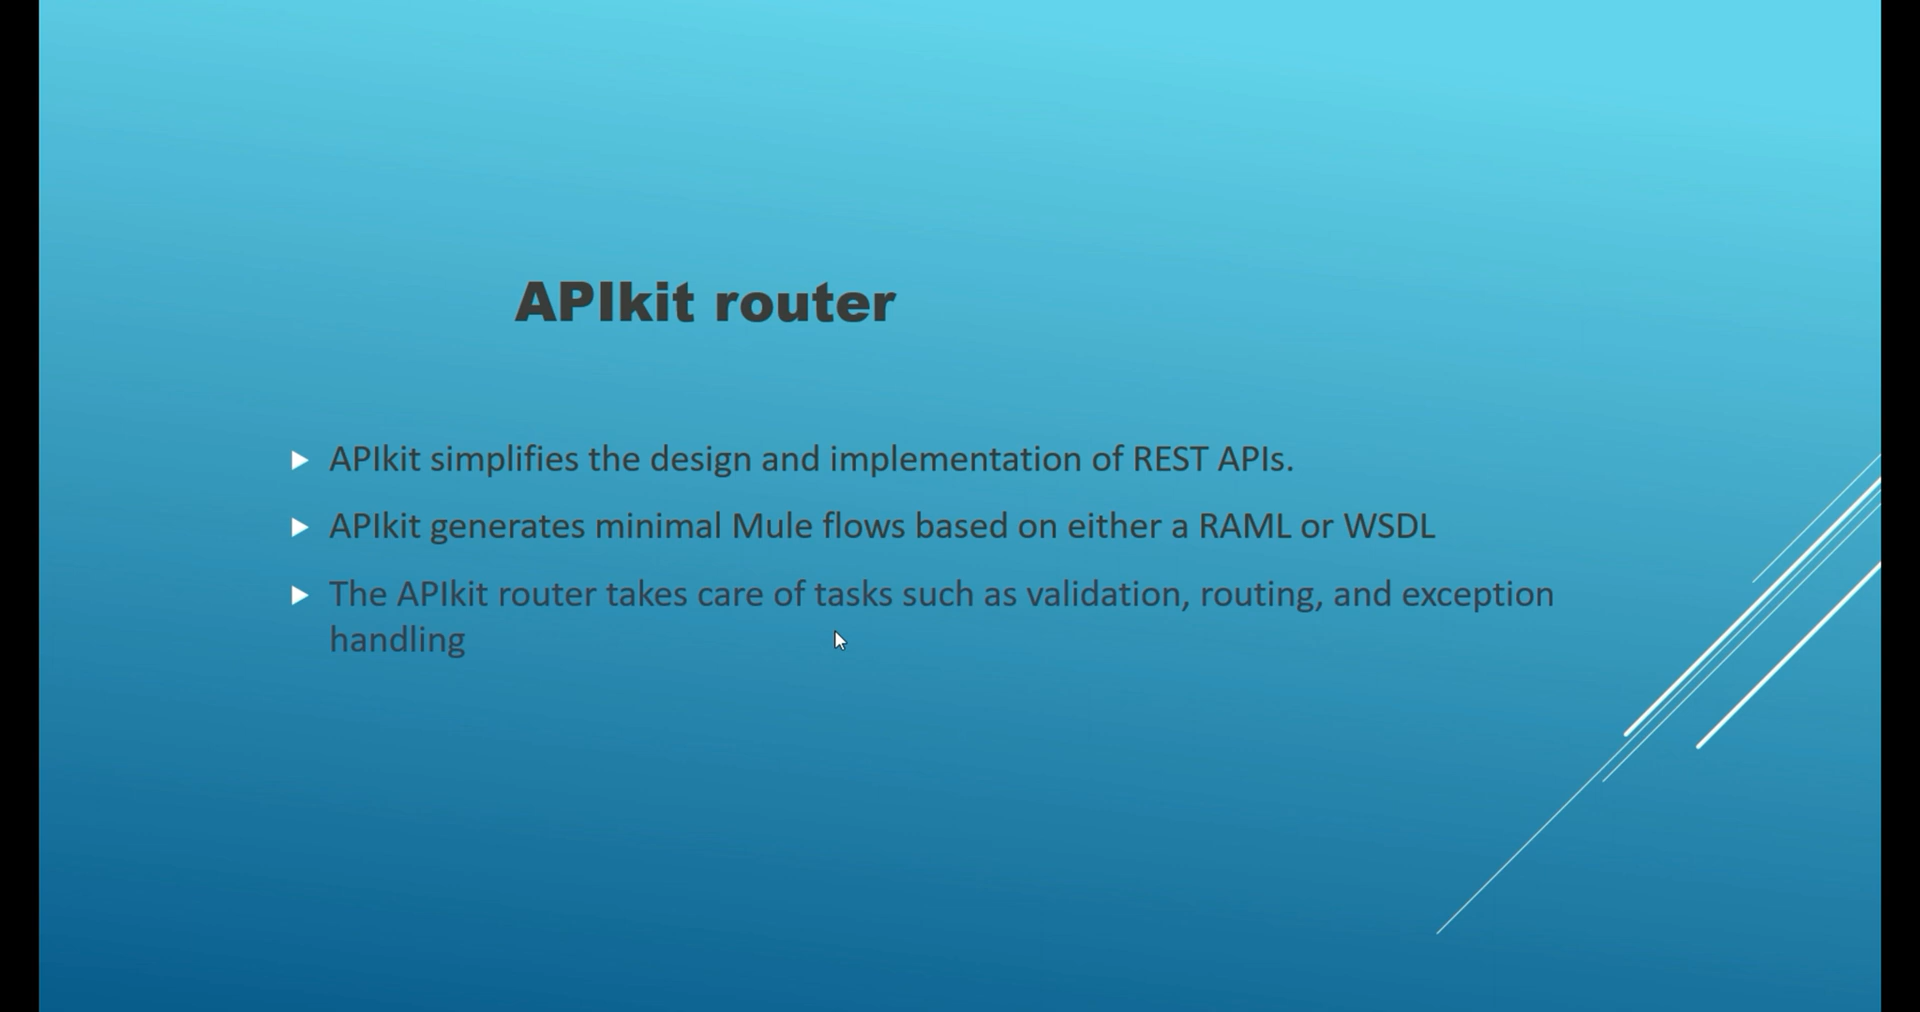 APIkit router
APIkit simplifies the design and implementation of REST APIs.
APIkit generates minimal Mule flows based on either a RAML or WSDL
The APIkit router takes care of tasks such as validation, routing, and exception
handling